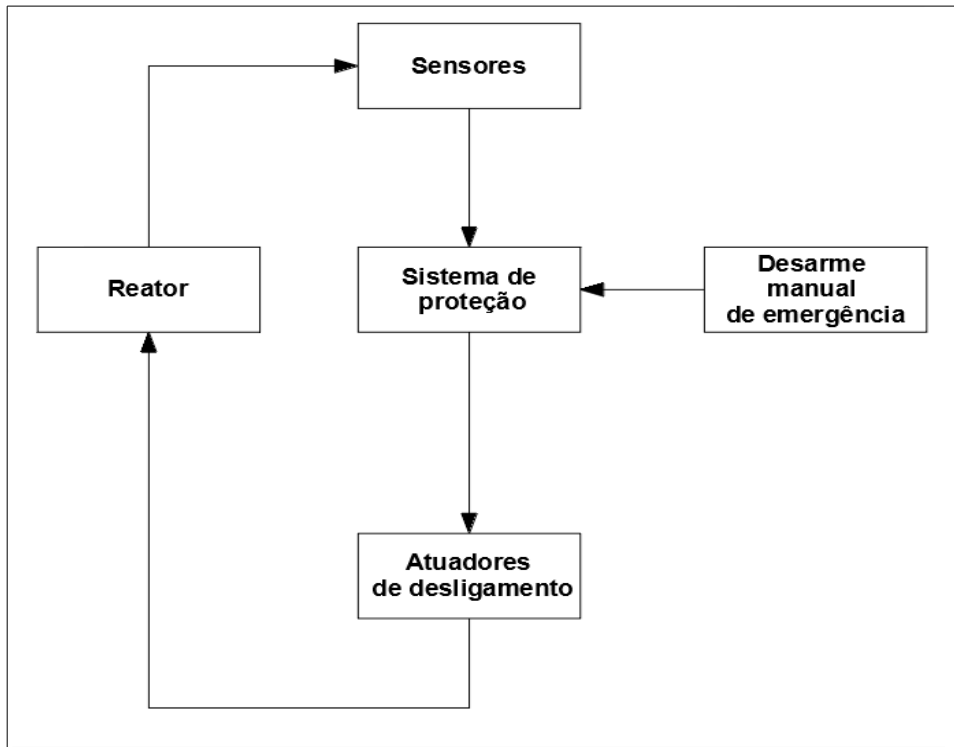 Sensores
Reator
Sistema de
proteção
Desarme
manual
de emergência
Atuadores
de desligamento